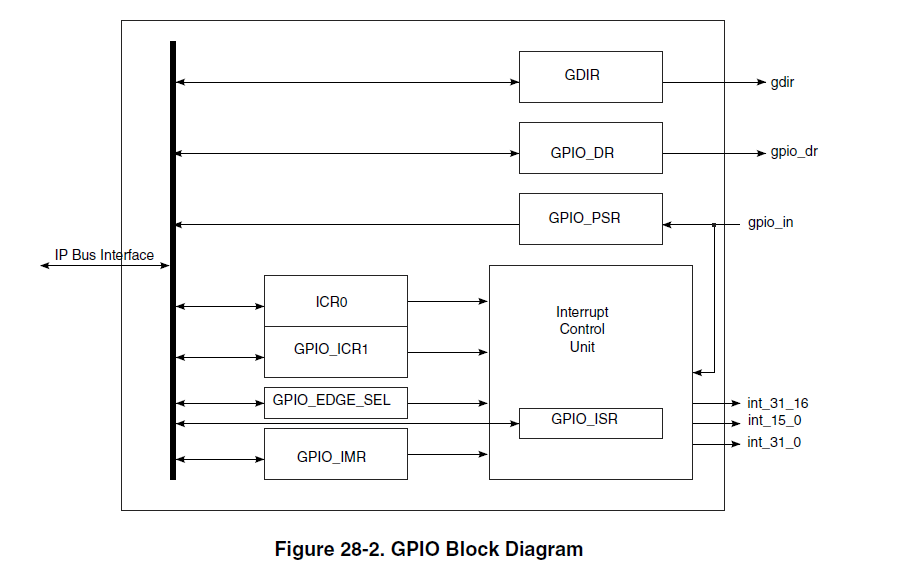 GDIR
gdir
GPIO_DR
gpio_dr
GPIO_PSR
gpio_in
IP Bus Interface
ICR0
GPIO_ICR1
GPIO_EDGE_SEL
GPIO_IMR
Interrupt
Control
Unit
GPIO_ISR
int_31_16
int_15_0
int_31_0
Figure 28-2. GPIO Block Diagram